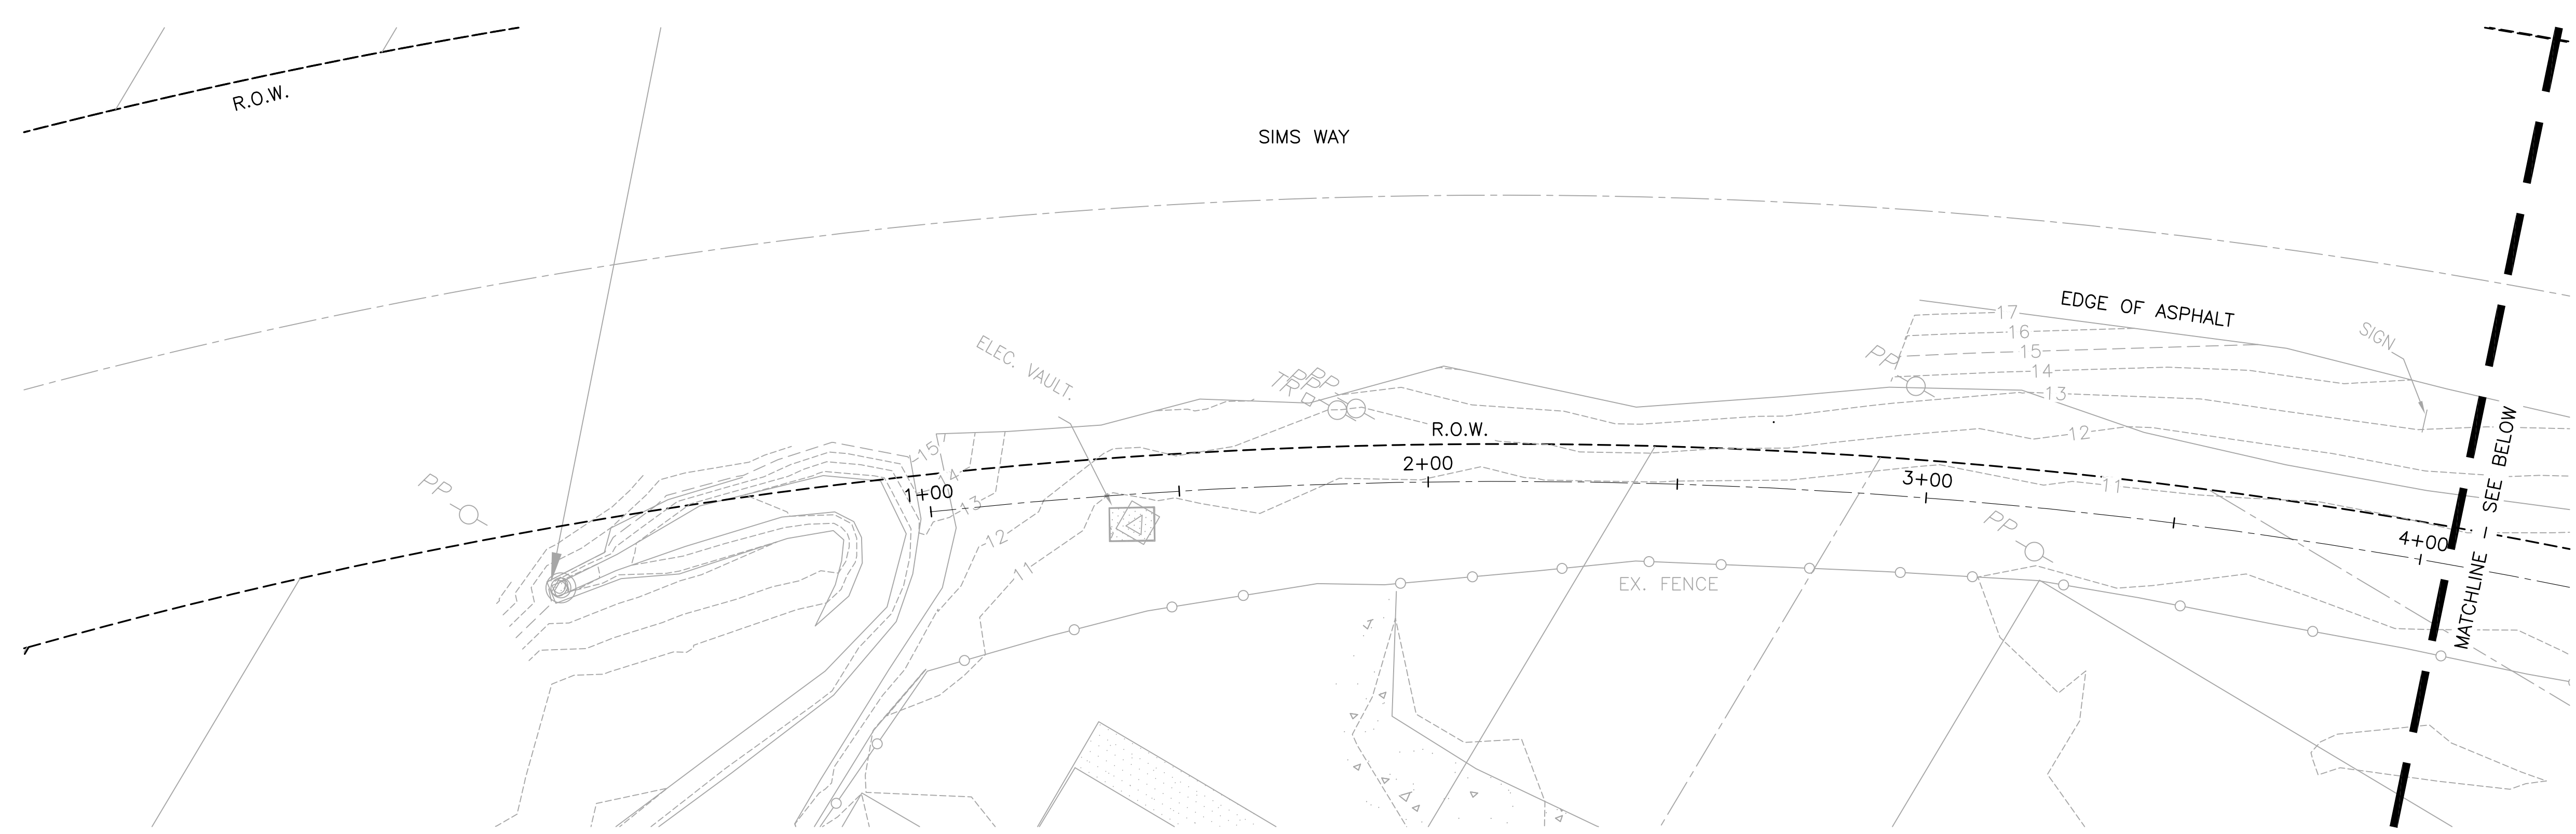 R.O.W.
SIMS WAY
EDGE OF ASPHALT
17
16
15
14
13
12
11
SIGN
ELEC. VAULT.
PP
PP
R.O.W.
2+00
1+00
3+00
4+00
15
14
13
12
11
PP
PP
EX. FENCE
MATCHLINE – SEE BELOW